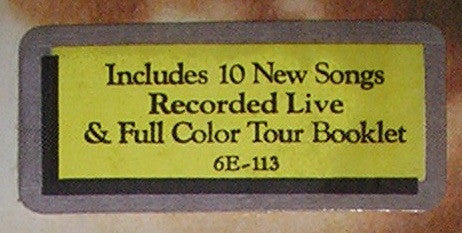 Includes 10 New Songs
Recorded Live
& Full Color Tour Booklet
6E-113